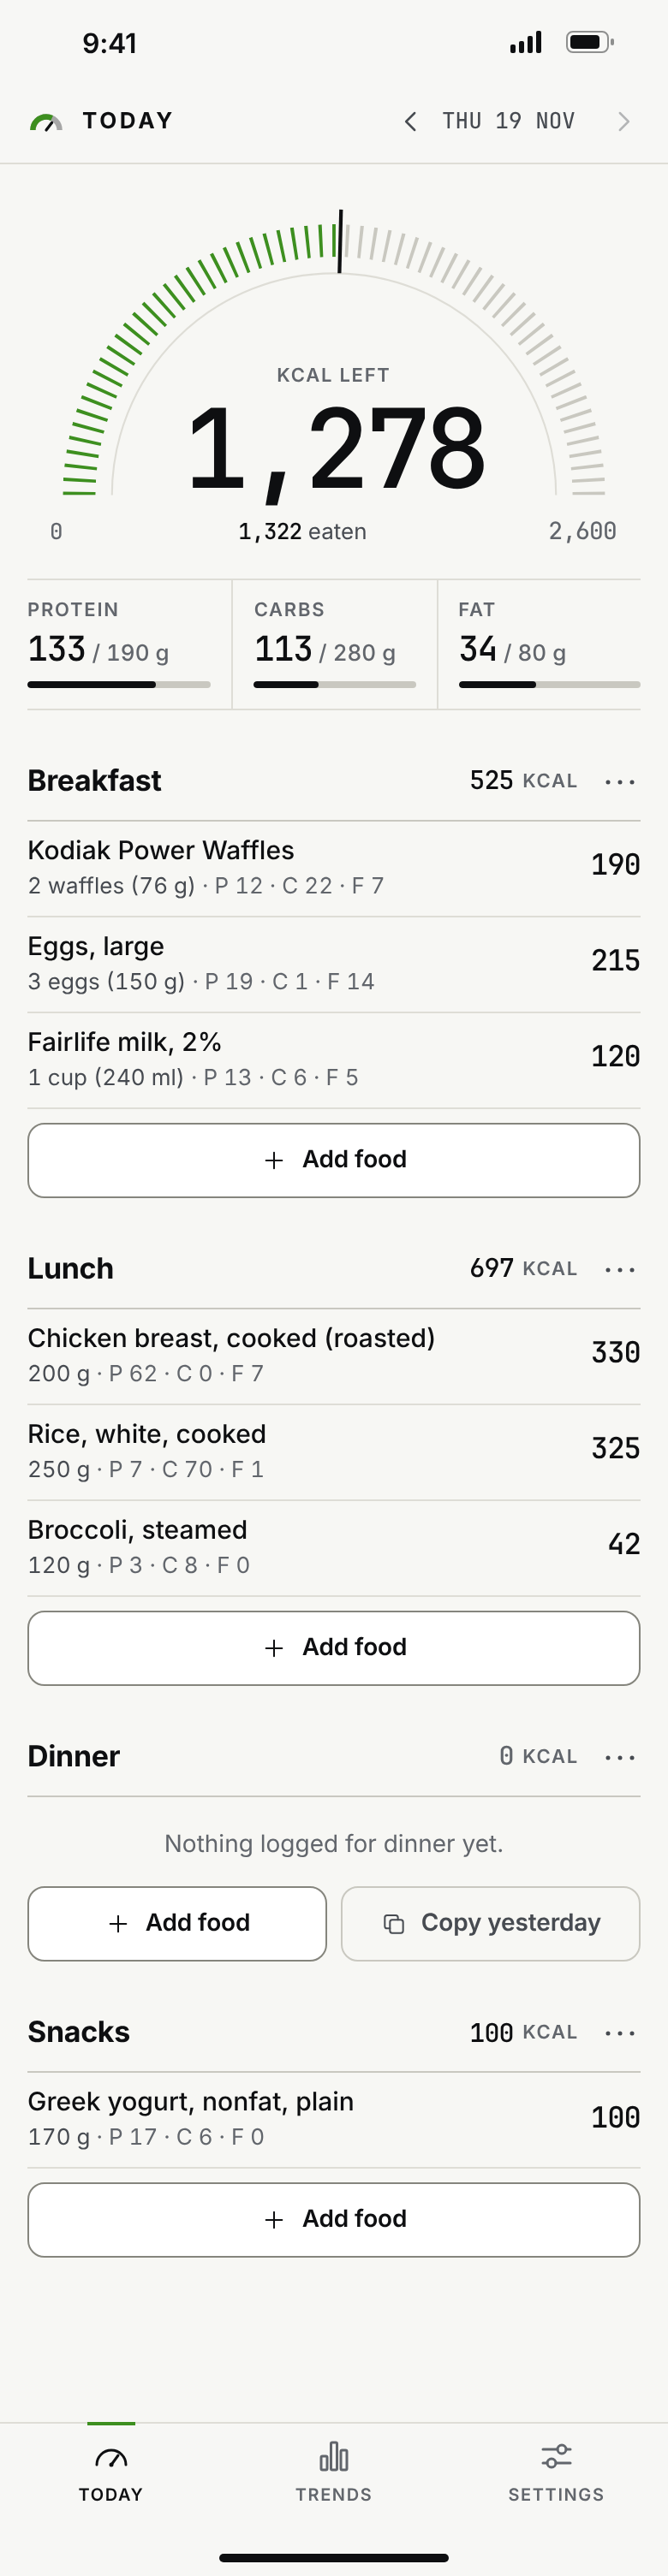 9:41
TODAY
THU 19 NOV
KCAL LEFT
1,278
0
1,322 eaten
2,600
PROTEIN
133 / 190 g
CARBS
113 / 280 g
FAT
34 / 80 g
Breakfast
525 KCAL
Kodiak Power Waffles
190
2 waffles (76 g) · P 12 · C 22 · F 7
Eggs, large
215
3 eggs (150 g) · P 19 · C 1 · F 14
Fairlife milk, 2%
120
1 cup (240 ml) · P 13 · C 6 · F 5
Add food
Lunch
697 KCAL
Chicken breast, cooked (roasted)
330
200 g · P 62 · C 0 · F 7
Rice, white, cooked
325
250 g · P 7 · C 70 · F 1
Broccoli, steamed
42
120 g · P 3 · C 8 · F 0
Add food
Dinner
0 KCAL
Nothing logged for dinner yet.
Add food
Copy yesterday
Snacks
100 KCAL
Greek yogurt, nonfat, plain
100
170 g · P 17 · C 6 · F 0
Add food
TODAY
TRENDS
SETTINGS